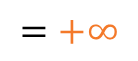 = +∞